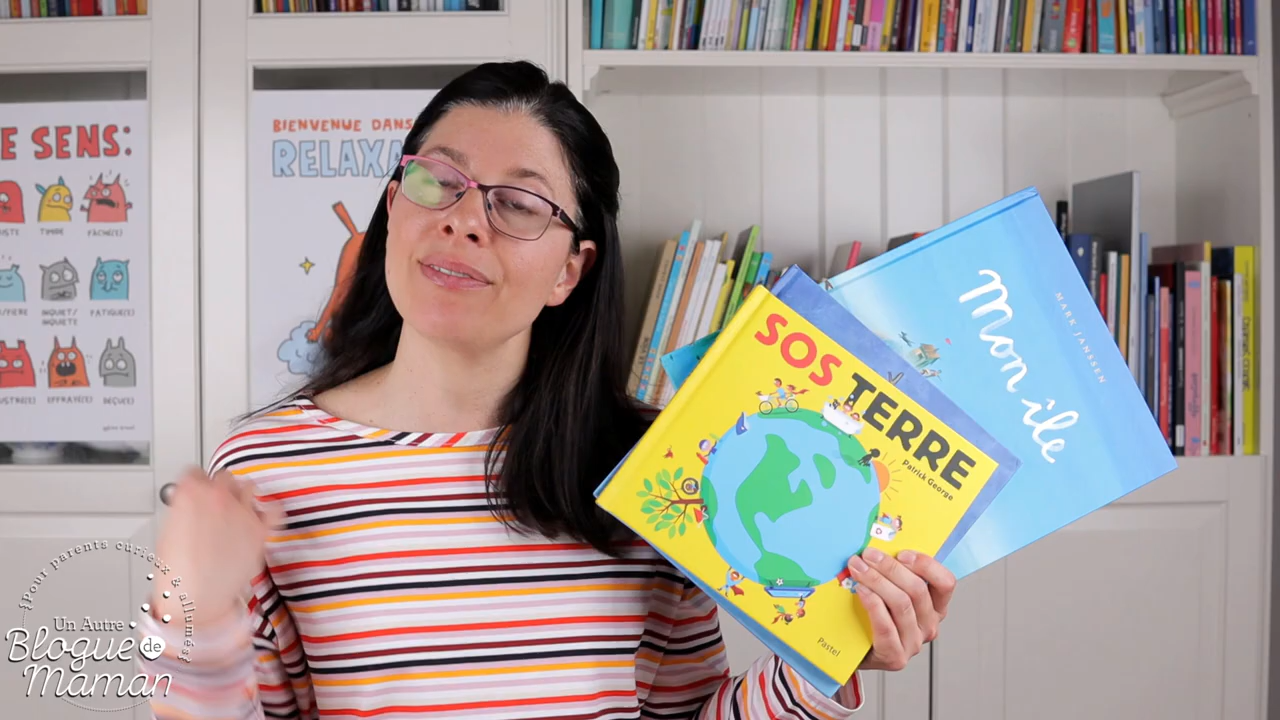 E SENS:
TIMIDE
FÂCHÉ(E)
INQUIET/
INQUIÈTE
FATIGUÉ(E)
EFFRAYÉ(E)
DÉÇU(E)
BIENVENUE DANS
RELAXA
SOS TERRE
Patrick George
Pastel
mon île
MARK JANSSEN
{Pour parents curieux & allumés}
Un Autre
Blogue de
Maman